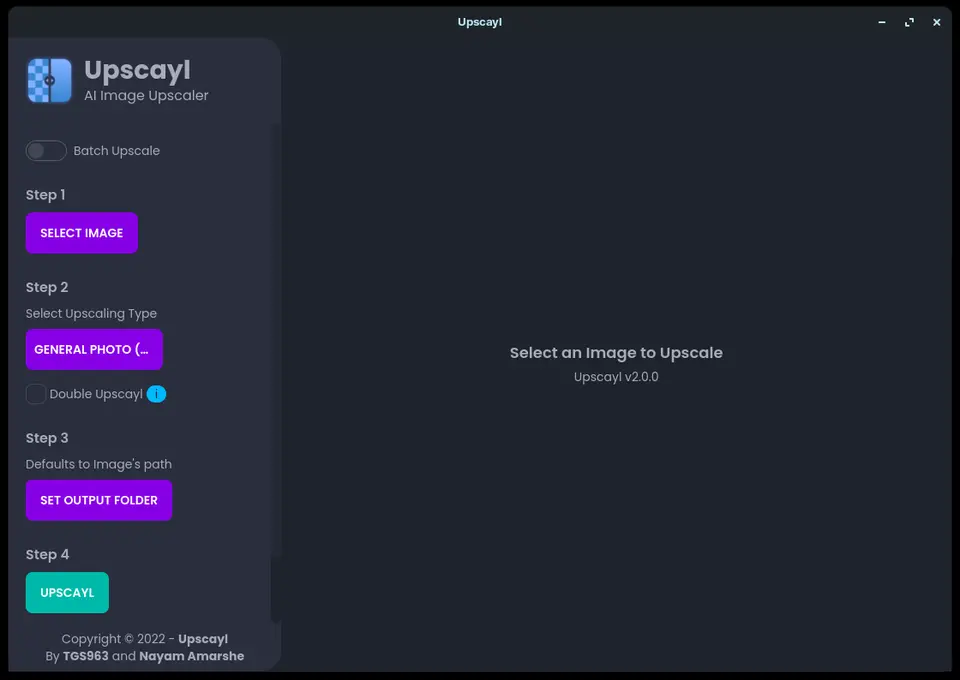 Upscayl
Upscayl
AI Image Upscaler
Batch Upscale
Step 1
SELECT IMAGE
Step 2
Select Upscaling Type
GENERAL PHOTO (...
Double Upscayl i
Step 3
Defaults to Image's path
SET OUTPUT FOLDER
Step 4
UPSCAYL
Copyright © 2022 - Upscayl
By TGS963 and Nayam Amarshe
Select an Image to Upscale
Upscayl v2.0.0